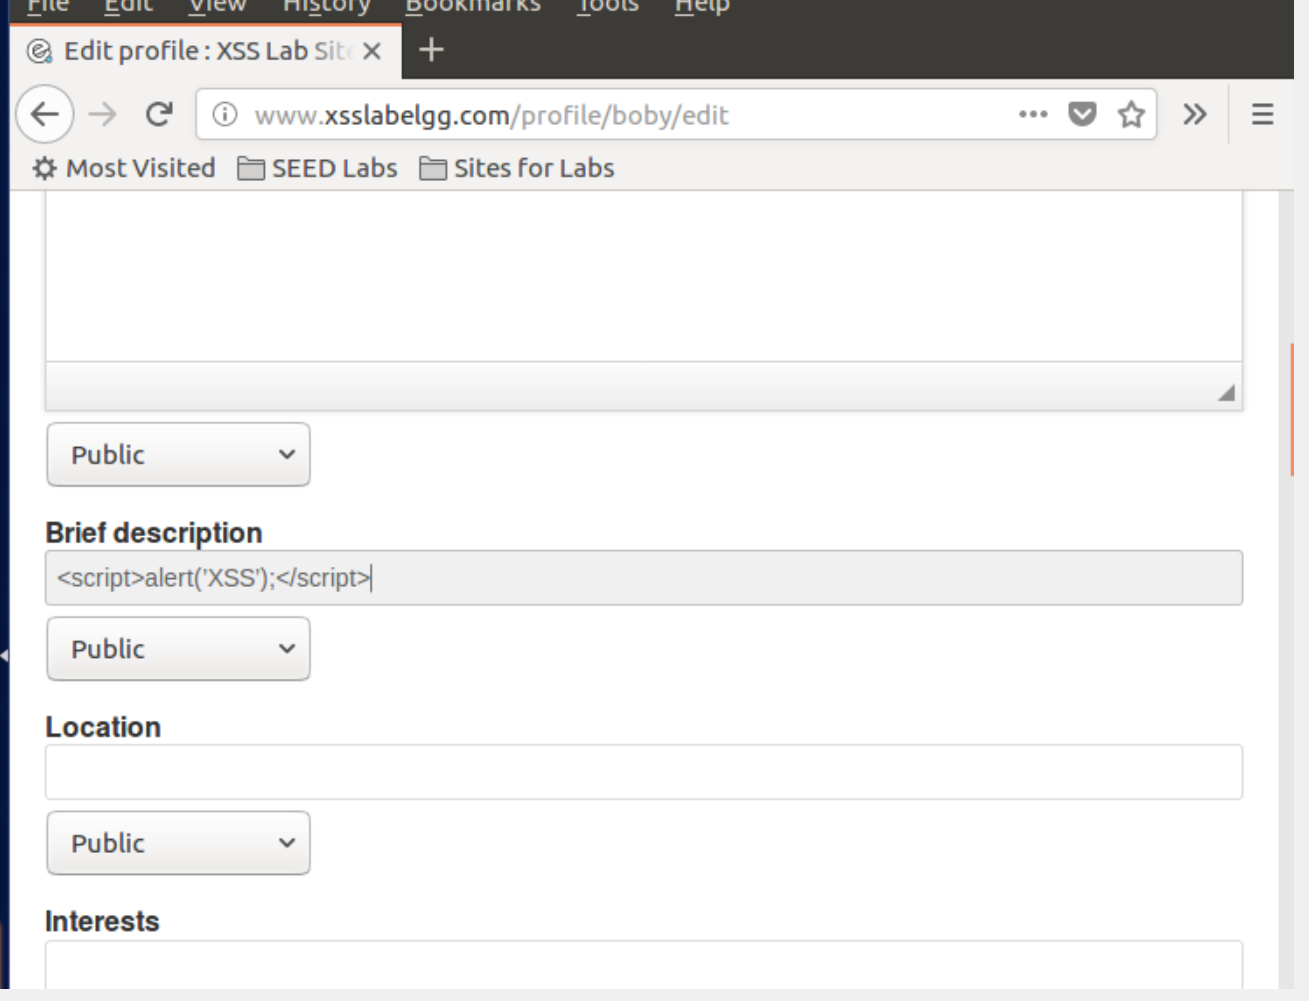 File Edit View History Bookmarks Tools Help
Edit profile : XSS Lab Site
www.xsslabelgg.com/profile/boby/edit
Most Visited SEED Labs Sites for Labs
Public
Brief description
<script>alert(’XSS’);</script>
Public
Location
Public
Interests